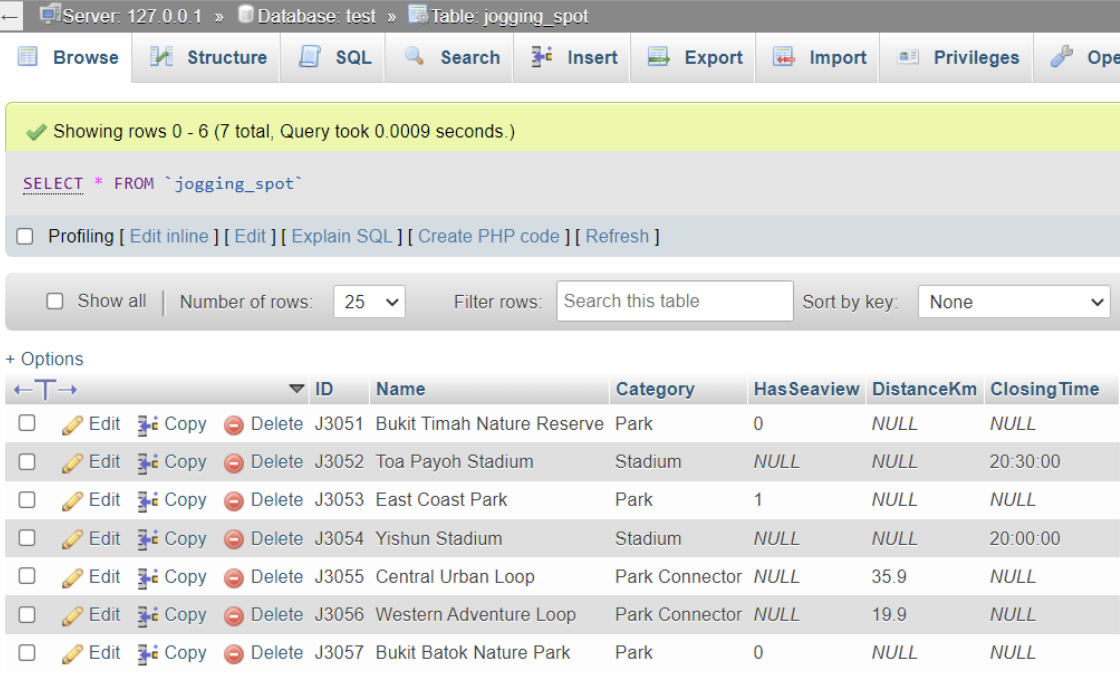 ← Server: 127.0.0.1 » Database: test » Table: jogging_spot
Browse Structure SQL Search Insert Export Import Privileges Ope
Showing rows 0 - 6 (7 total, Query took 0.0009 seconds.)
SELECT * FROM `jogging_spot`
Profiling [ Edit inline ] [ Edit ] [ Explain SQL ] [ Create PHP code ] [ Refresh ]
Show all | Number of rows: 25 Filter rows: Search this table Sort by key: None
+ Options
←T→ ID Name Category HasSeaview DistanceKm ClosingTime
Edit Copy Delete J3051 Bukit Timah Nature Reserve Park 0 NULL NULL
Edit Copy Delete J3052 Toa Payoh Stadium Stadium NULL NULL 20:30:00
Edit Copy Delete J3053 East Coast Park Park 1 NULL NULL
Edit Copy Delete J3054 Yishun Stadium Stadium NULL NULL 20:00:00
Edit Copy Delete J3055 Central Urban Loop Park Connector NULL 35.9 NULL
Edit Copy Delete J3056 Western Adventure Loop Park Connector NULL 19.9 NULL
Edit Copy Delete J3057 Bukit Batok Nature Park Park 0 NULL NULL